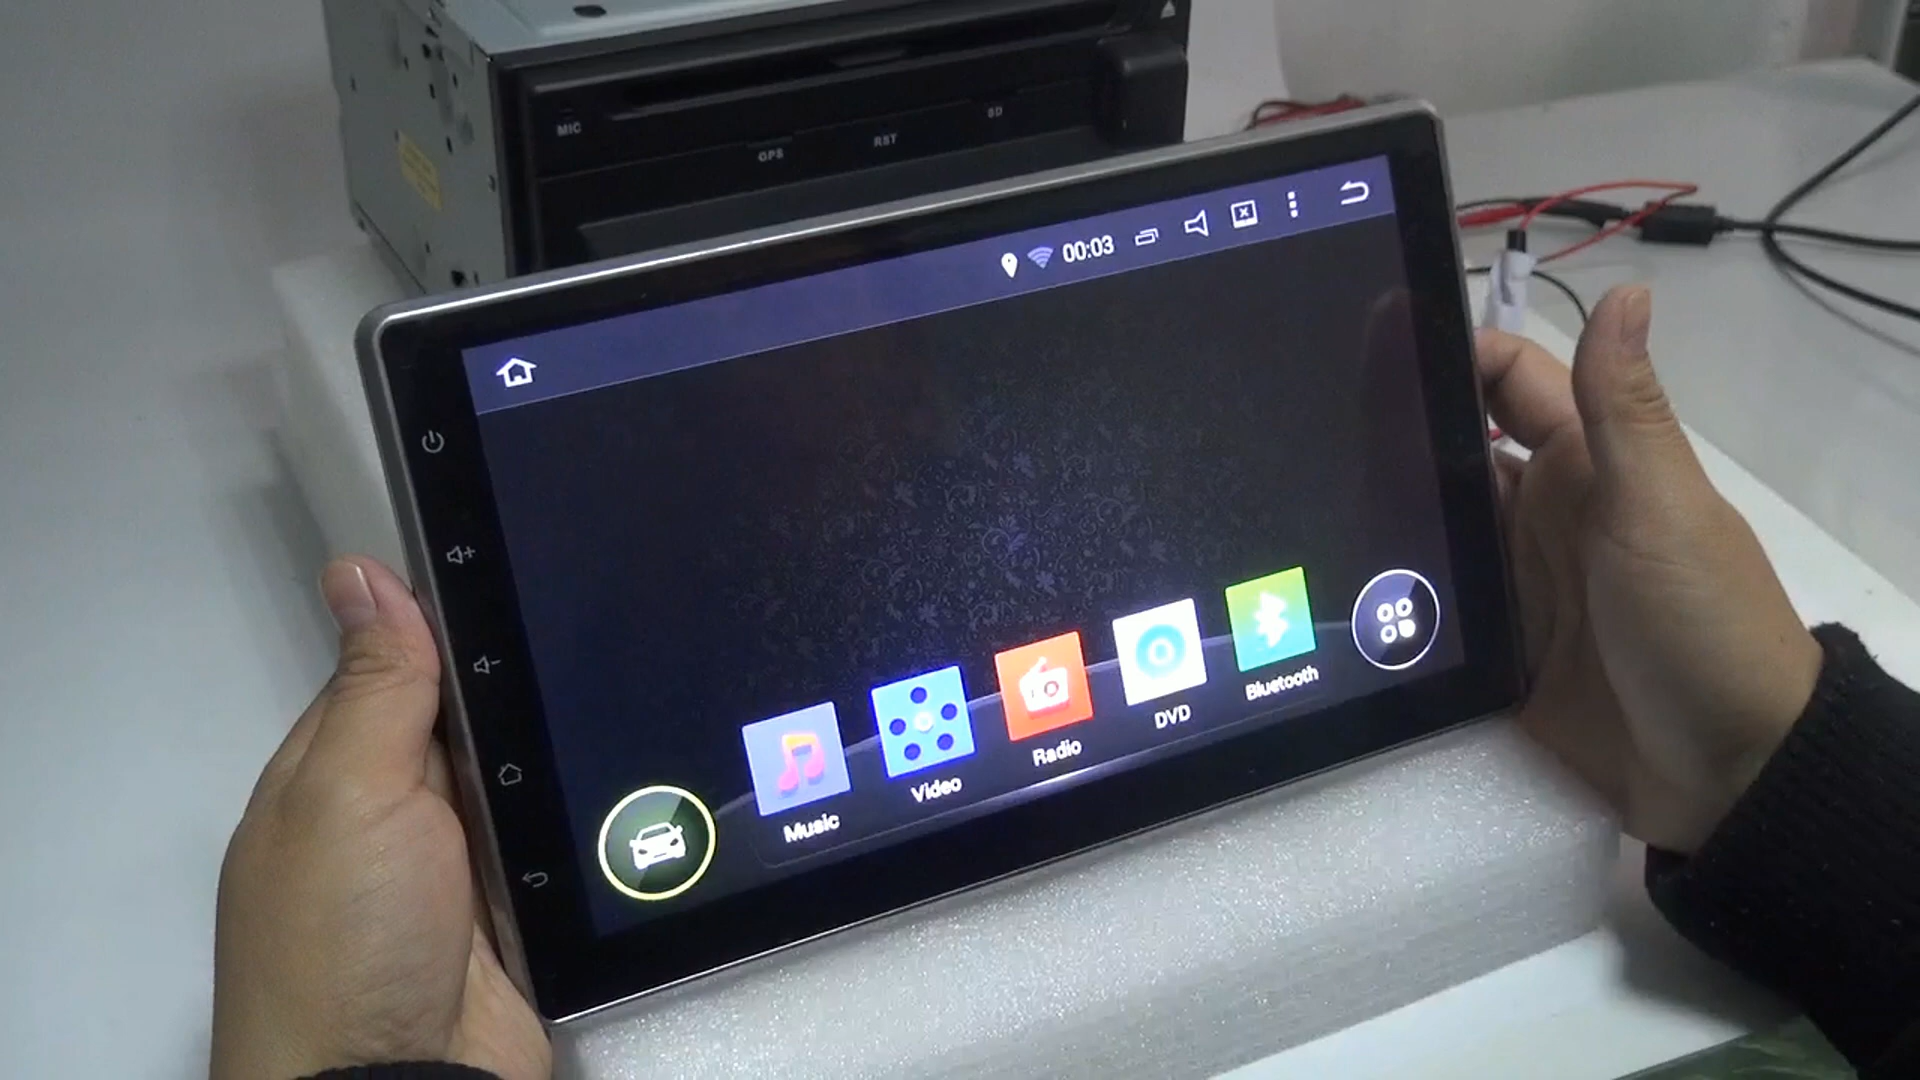 MIC
GPS
RST
SD
00:03
Music
Video
Radio
DVD
Bluetooth